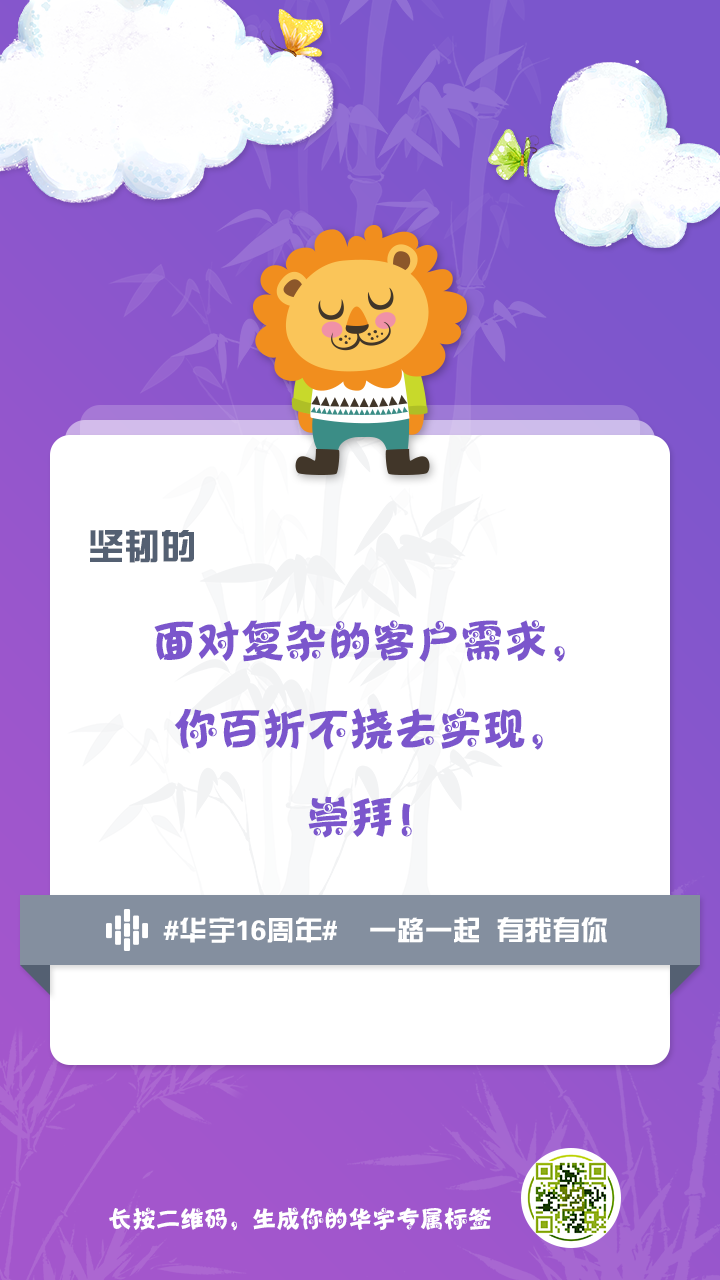 坚韧的
面对复杂的客户需求，
你百折不挠去实现，
崇拜！
#华宇16周年# 一路一起 有我有你
长按二维码，生成你的华宇专属标签